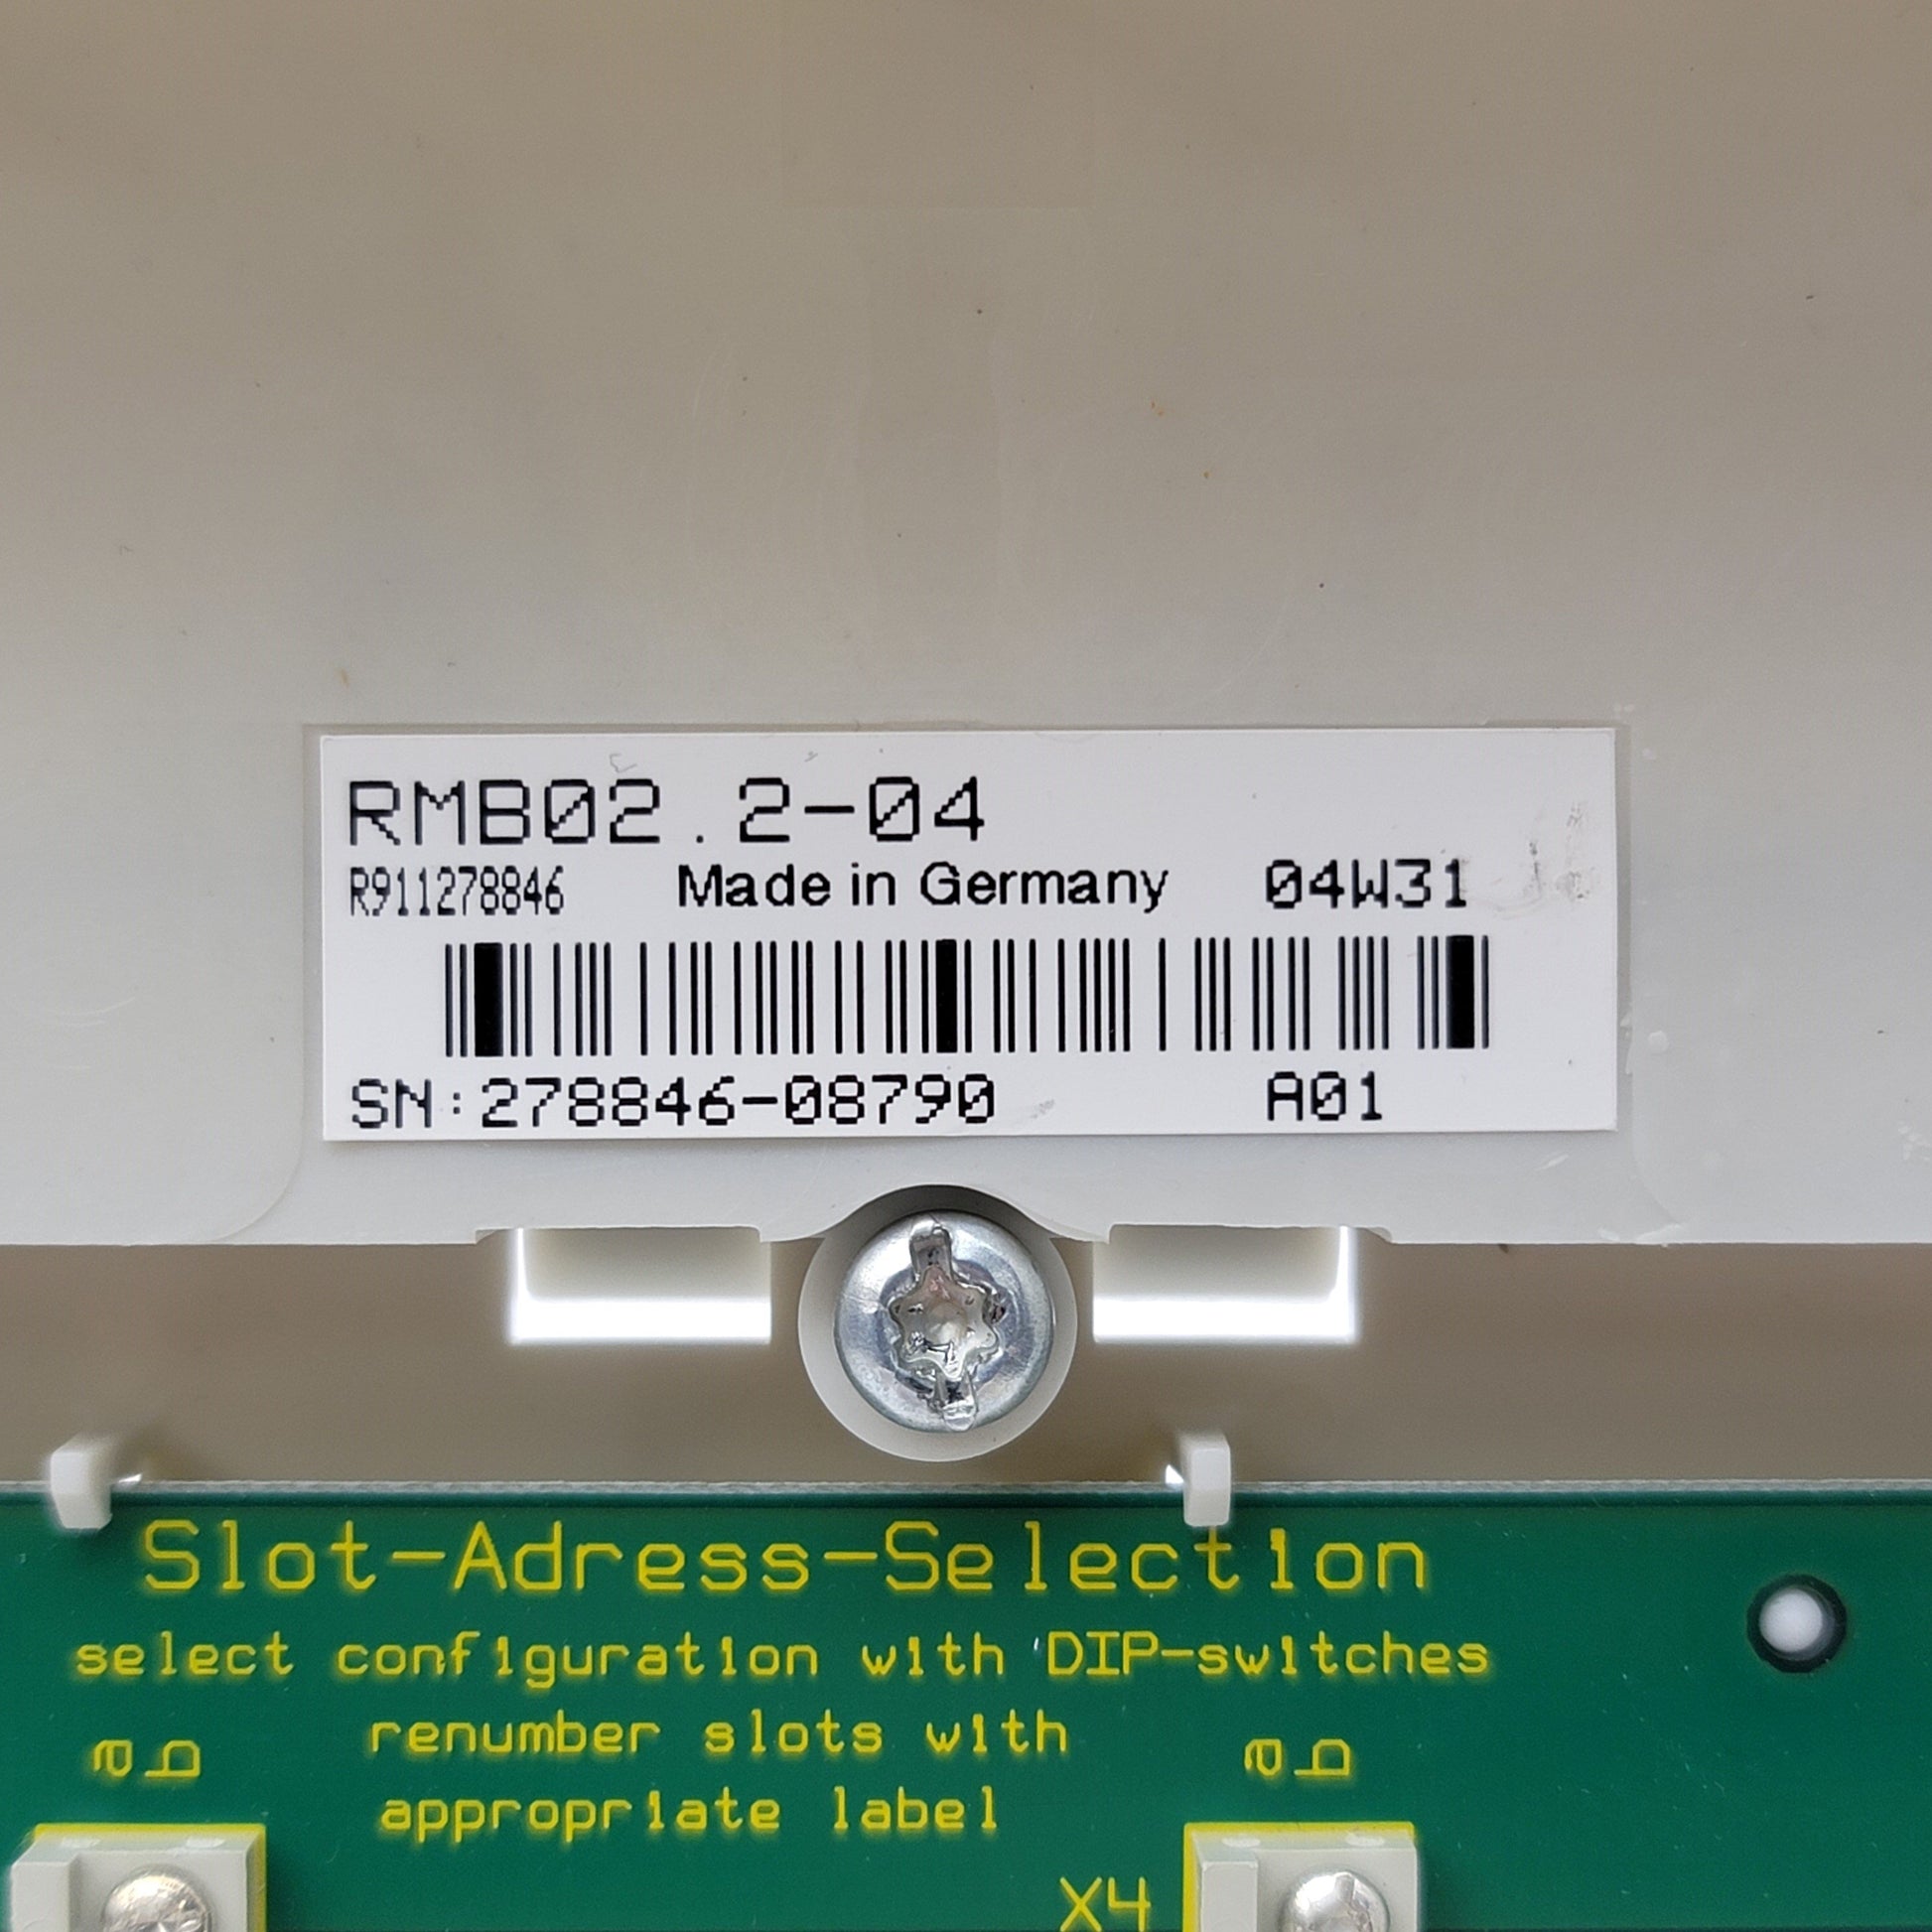 RMB02.2-04
R911278846 Made in Germany 04W31
SN:278846-08790 A01
Slot-Adress-Selection
select configuration with DIP-switches
renumber slots with
appropriate label
a b
a b
X4